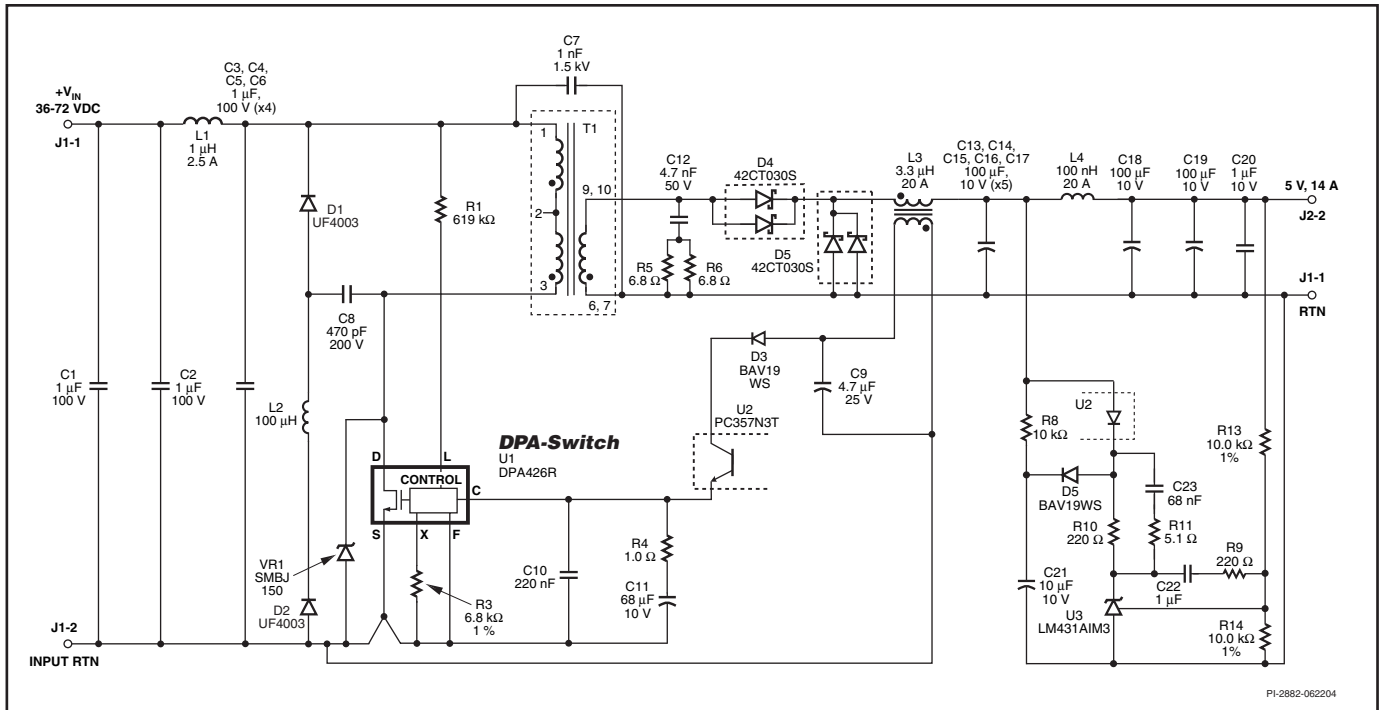 C7
1 nF
1.5 kV
C3, C4,
C5, C6
1 µF,
100 V (x4)
+VIN
36-72 VDC
J1-1
L1
1 µH
2.5 A
1
T1
9, 10
2
3
6, 7
D1
UF4003
R1
619 kΩ
C12
4.7 nF
50 V
D4
42CT030S
L3
3.3 µH
20 A
C13, C14,
C15, C16, C17
100 µF,
10 V (x5)
L4
100 nH
20 A
C18
100 µF
10 V
C19
100 µF
10 V
C20
1 µF
10 V
5 V, 14 A
J2-2
R5
6.8 Ω
R6
6.8 Ω
D5
42CT030S
J1-1
RTN
C8
470 pF
200 V
C1
1 µF
100 V
C2
1 µF
100 V
L2
100 µH
D3
BAV19
WS
C9
4.7 µF
25 V
U2
PC357N3T
DPA-Switch
U1
DPA426R
D
L
CONTROL
C
S
X
F
VR1
SMBJ
150
D2
UF4003
R3
6.8 kΩ
1 %
C10
220 nF
R4
1.0 Ω
C11
68 µF
10 V
U2
R8
10 kΩ
D5
BAV19WS
R10
220 Ω
C23
68 nF
R11
5.1 Ω
R13
10.0 kΩ
1%
R9
220 Ω
C22
1 µF
C21
10 µF
10 V
U3
LM431AIM3
R14
10.0 kΩ
1%
J1-2
INPUT RTN
PI-2882-062204